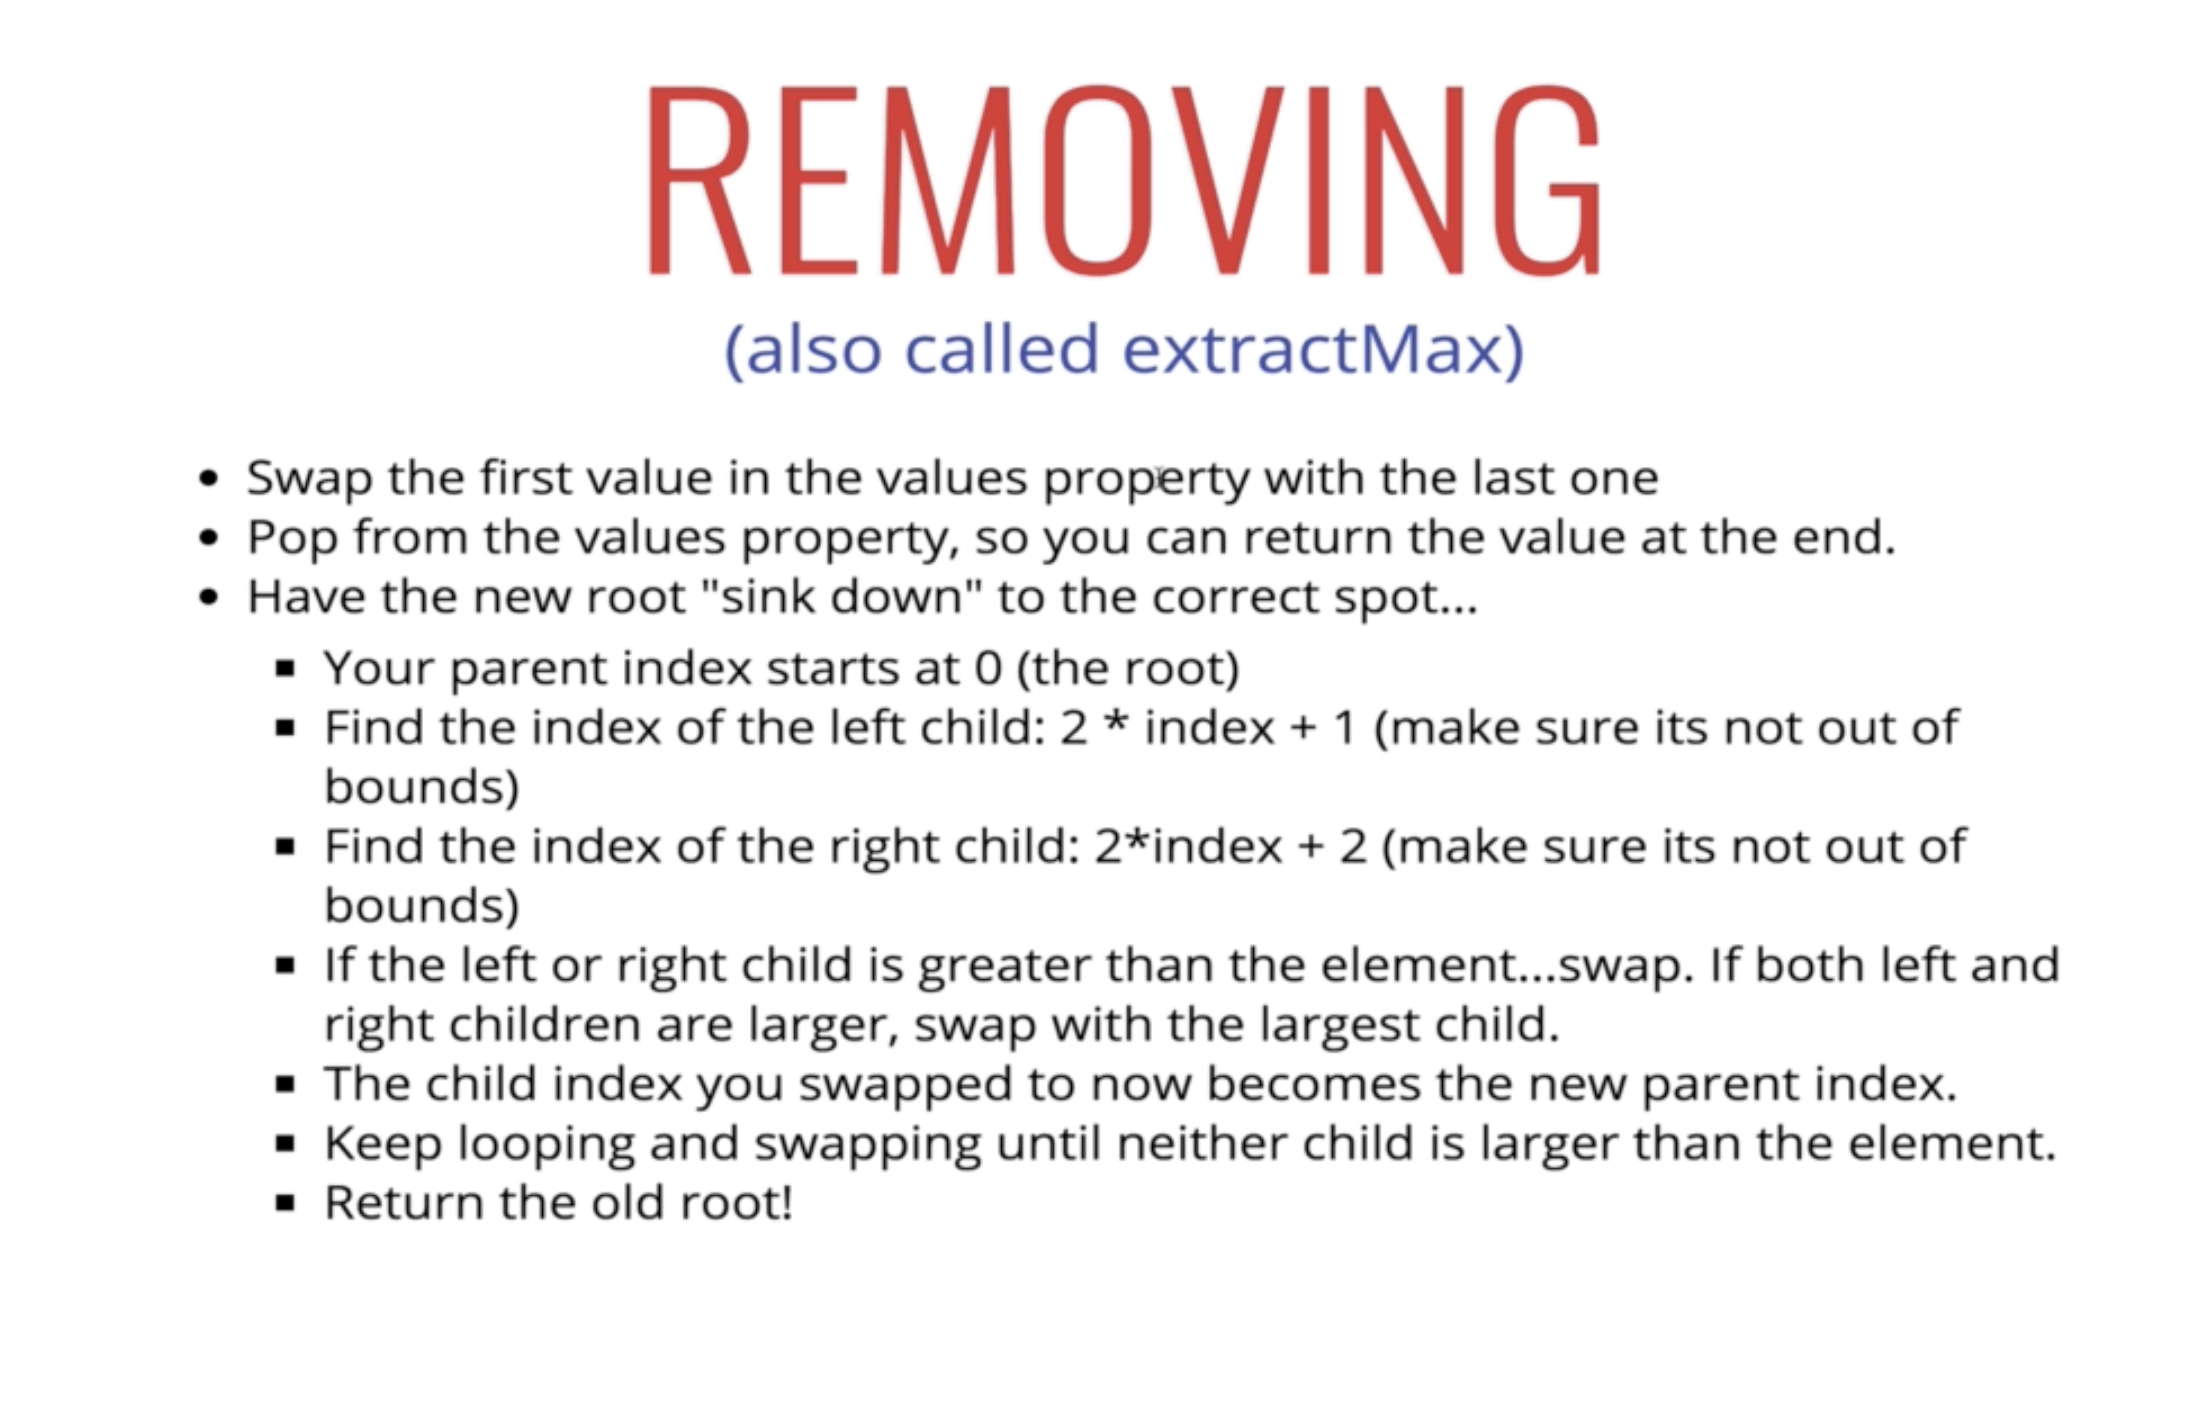 REMOVING
(also called extractMax)
• Swap the first value in the values property with the last one
• Pop from the values property, so you can return the value at the end.
• Have the new root "sink down" to the correct spot...
▪ Your parent index starts at 0 (the root)
▪ Find the index of the left child: 2 * index + 1 (make sure its not out of
bounds)
▪ Find the index of the right child: 2*index + 2 (make sure its not out of
bounds)
▪ If the left or right child is greater than the element...swap. If both left and
right children are larger, swap with the largest child.
▪ The child index you swapped to now becomes the new parent index.
▪ Keep looping and swapping until neither child is larger than the element.
▪ Return the old root!